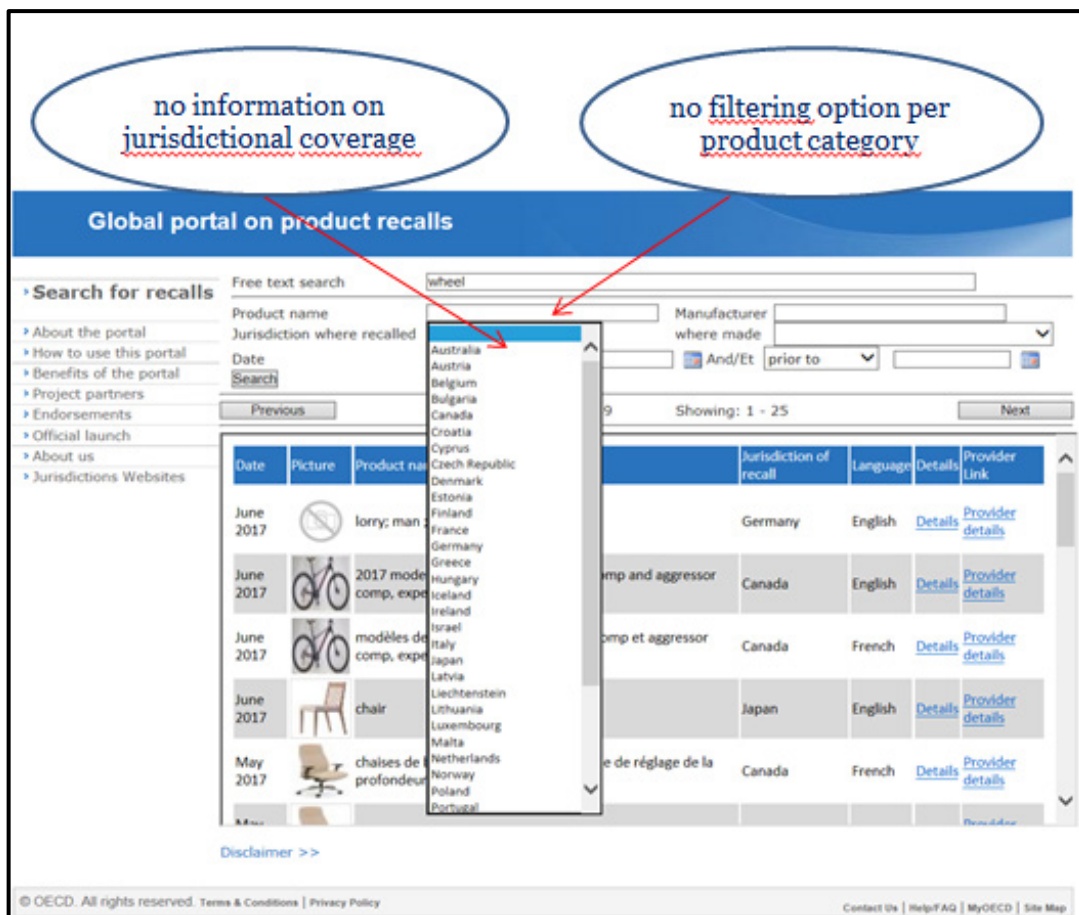 no information on
jurisdictional coverage
no filtering option per
product category
Global portal on product recalls
Search for recalls
About the portal
How to use this portal
Benefits of the portal
Project partners
Endorsements
Official launch
About us
Jurisdictions Websites
Free text search wheel
Product name Manufacturer
Jurisdiction where recalled where made
Date And/Et prior to
Search
Previous 9 Showing: 1 - 25 Next
Australia
Austria
Belgium
Bulgaria
Canada
Croatia
Cyprus
Czech Republic
Denmark
Estonia
Finland
France
Germany
Greece
Hungary
Iceland
Ireland
Israel
Italy
Japan
Latvia
Liechtenstein
Lithuania
Luxembourg
Malta
Netherlands
Norway
Poland
Portugal
Date Picture Product Jurisdiction of Language Details Provider
recall Link
June lorry; man Germany English Details Provider
2017 details
June 2017 mode mp and aggressor Canada English Details Provider
2017 comp, expe details
June modèles de omp et aggressor Canada French Details Provider
2017 comp, expe details
June chair Japan English Details Provider
2017 details
May chaises de e de réglage de la Canada French Details Provider
2017 profondeur details
Disclaimer >>
© OECD. All rights reserved. Terms & Conditions | Privacy Policy
Contact Us | Help/FAQ | MyOECD | Site Map